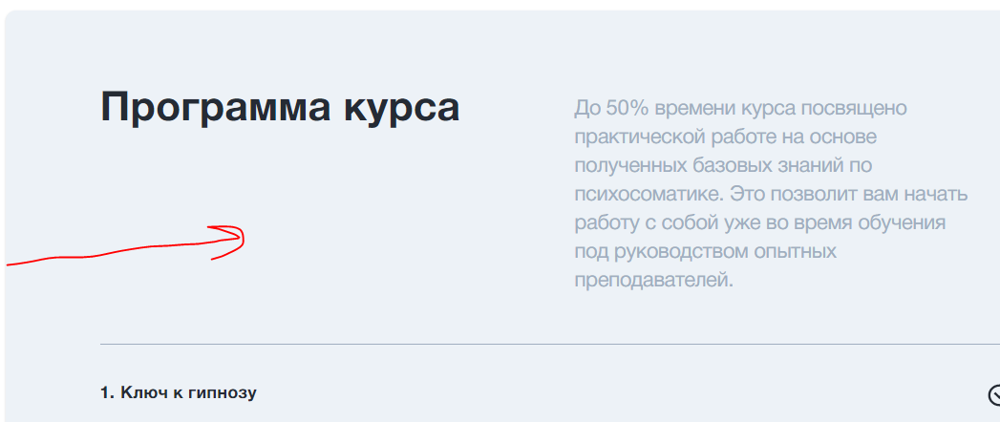 Программа курса
До 50% времени курса посвящено
практической работе на основе
полученных базовых знаний по
психосоматике. Это позволит вам начать
работу с собой уже во время обучения
под руководством опытных
преподавателей.
1. Ключ к гипнозу